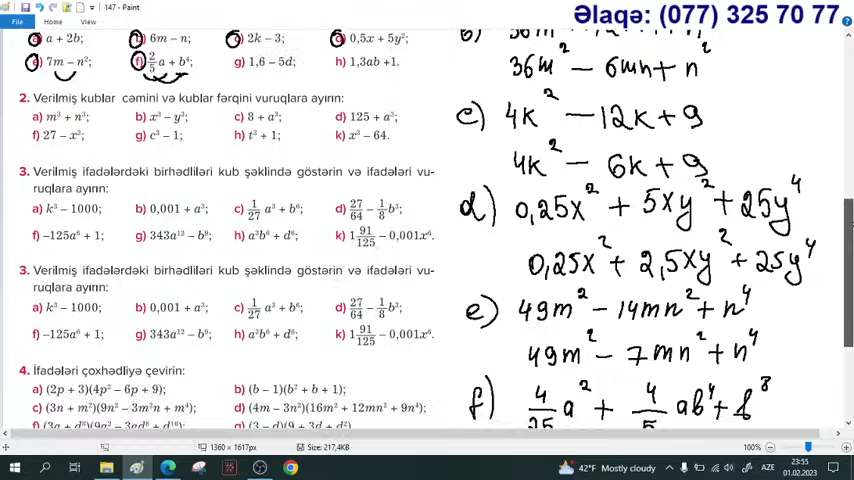 147 - Paint
Əlaqə: (077) 325 70 77
File
Home
View
a) a + 2b; b) 6m – n; c) 2k – 3; d) 0,5x + 5y²;
e) 7m – n²; f) 2/5 a + b⁴; g) 1,6 – 5d; h) 1,3ab +1.
2. Verilmiş kublar cəmini və kublar fərqini vuruqlara ayırın:
a) m³ + n³; b) x³ – y³; c) 8 + a³; d) 125 + a³;
f) 27 – x³; g) c³ – 1; h) t³ + 1; k) x³ – 64.
3. Verilmiş ifadələrdəki birhədliləri kub şəklində göstərin və ifadələri vu-
ruqlara ayırın:
a) k³ – 1000; b) 0,001 + a³; c) 1/27 a³ + b⁶; d) 27/64 – 1/8 b³;
f) –125a⁶ + 1; g) 343a¹² – b⁹; h) a³b⁶ + d⁶; k) 1 91/125 – 0,001x⁶.
3. Verilmiş ifadələrdəki birhədliləri kub şəklində göstərin və ifadələri vu-
ruqlara ayırın:
a) k³ – 1000; b) 0,001 + a³; c) 1/27 a³ + b⁶; d) 27/64 – 1/8 b³;
f) –125a⁶ + 1; g) 343a¹² – b⁹; h) a³b⁶ + d⁶; k) 1 91/125 – 0,001x⁶.
4. İfadələri çoxhədliyə çevirin:
a) (2p + 3)(4p² – 6p + 9); b) (b – 1)(b² + b + 1);
c) (3n + m²)(9n² – 3m²n + m⁴); d) (4m – 3n²)(16m² + 12mn² + 9n⁴);
36m² – 6mn + n²
c) 4k² – 12k + 9
4k² – 6k + 9
d) 0,25x² + 5xy² + 25y⁴
0,25x² + 2,5xy² + 25y⁴
e) 49m² – 14mn² + n⁴
49m² – 7mn² + n⁴
f) 4/25 a² + 4/5 ab⁴ + b⁸
1360 × 1617px
Size: 217,4KB
100%
42°F Mostly cloudy
AZE
23:55
01.02.2023